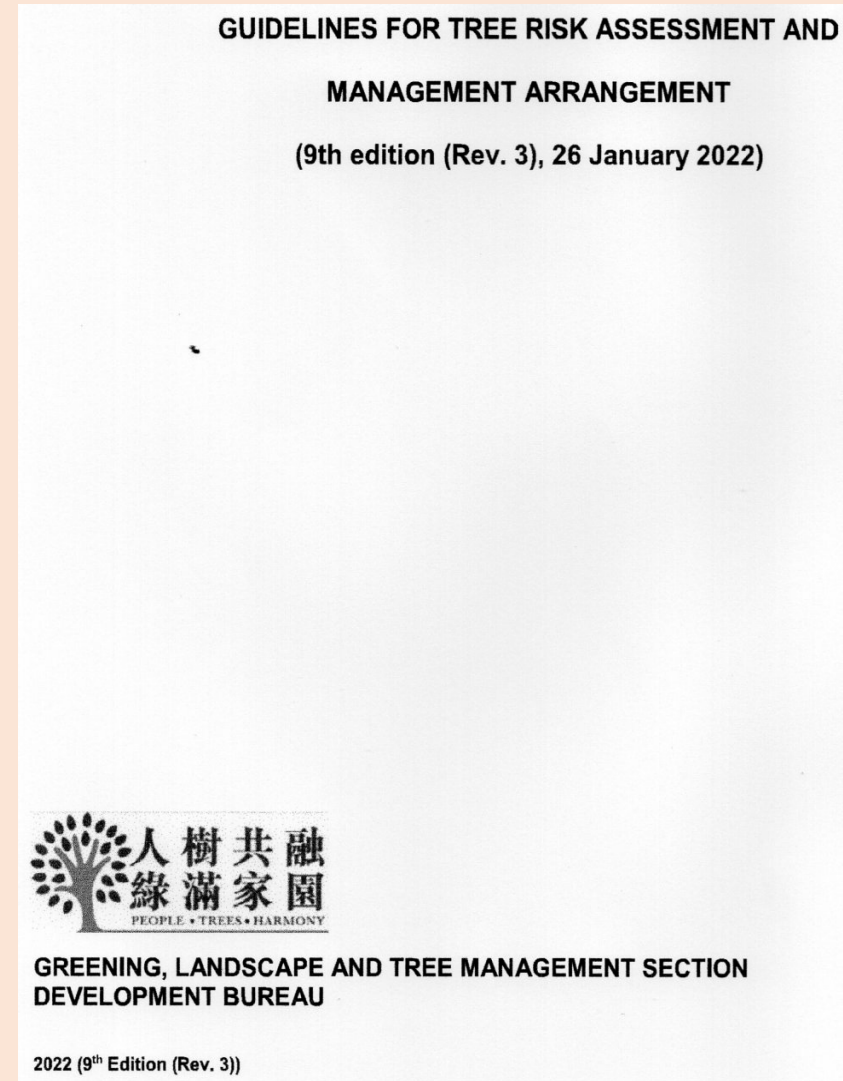 GUIDELINES FOR TREE RISK ASSESSMENT AND
MANAGEMENT ARRANGEMENT
(9th edition (Rev. 3), 26 January 2022)
人樹共融
綠滿家園
PEOPLE • TREES • HARMONY
GREENING, LANDSCAPE AND TREE MANAGEMENT SECTION
DEVELOPMENT BUREAU
2022 (9th Edition (Rev. 3))